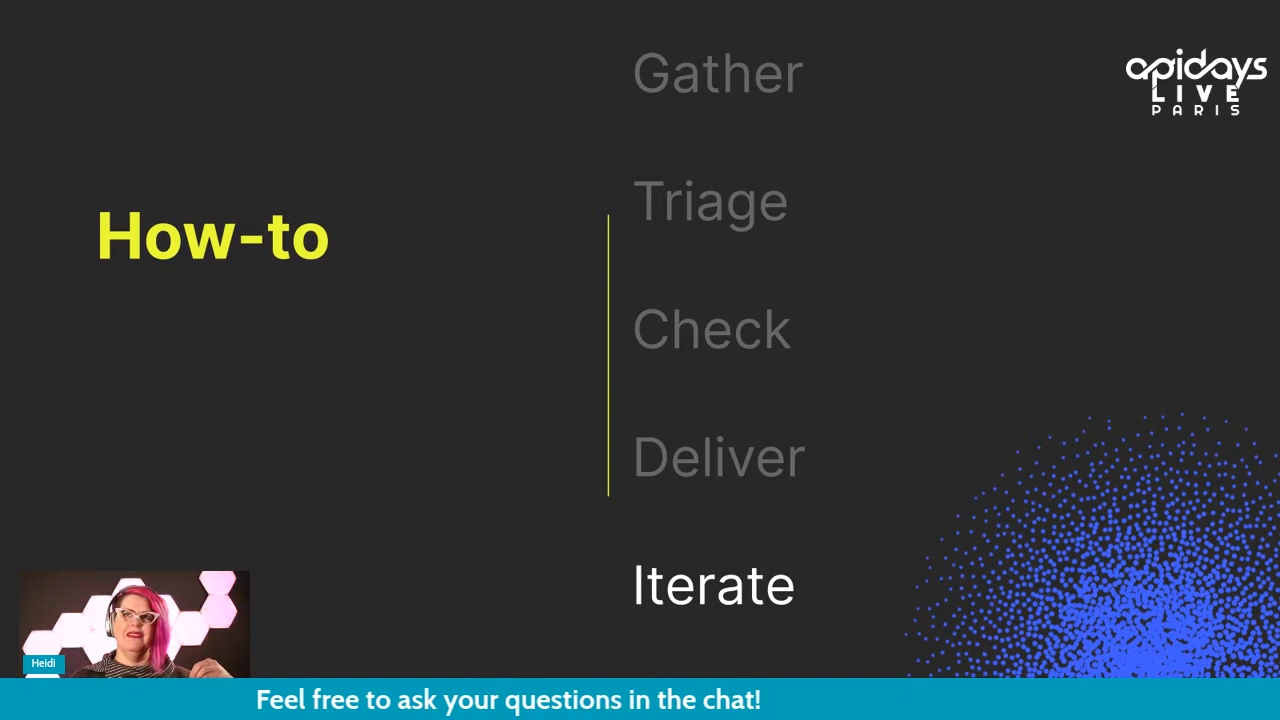 Gather
apidays
LIVE
PARIS
Triage
How-to
Check
Deliver
Iterate
Heidi
Feel free to ask your questions in the chat!